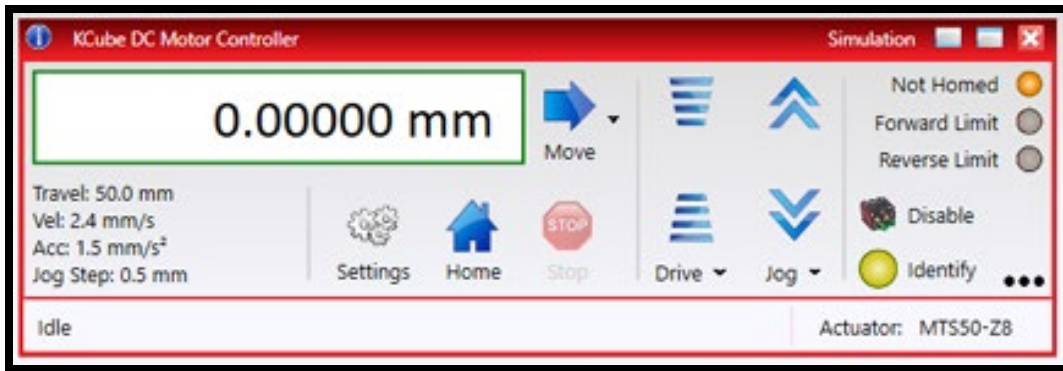 KCube DC Motor Controller
Simulation
0.00000 mm
Move
Not Homed
Forward Limit
Reverse Limit
Travel: 50.0 mm
Vel: 2.4 mm/s
Acc: 1.5 mm/s²
Jog Step: 0.5 mm
Settings
Home
STOP
Stop
Drive
Jog
Disable
Identify
Idle
Actuator: MTS50-Z8